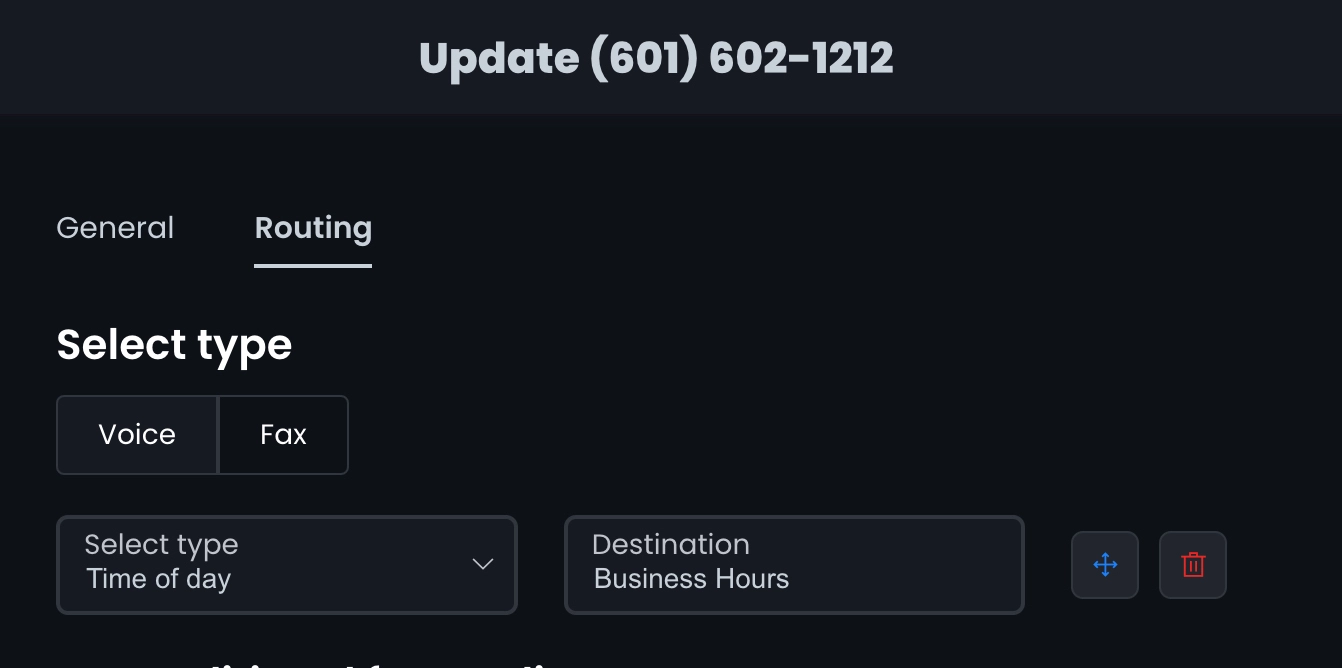 Update (601) 602-1212
General
Routing
Select type
Voice
Fax
Select type
Time of day
Destination
Business Hours